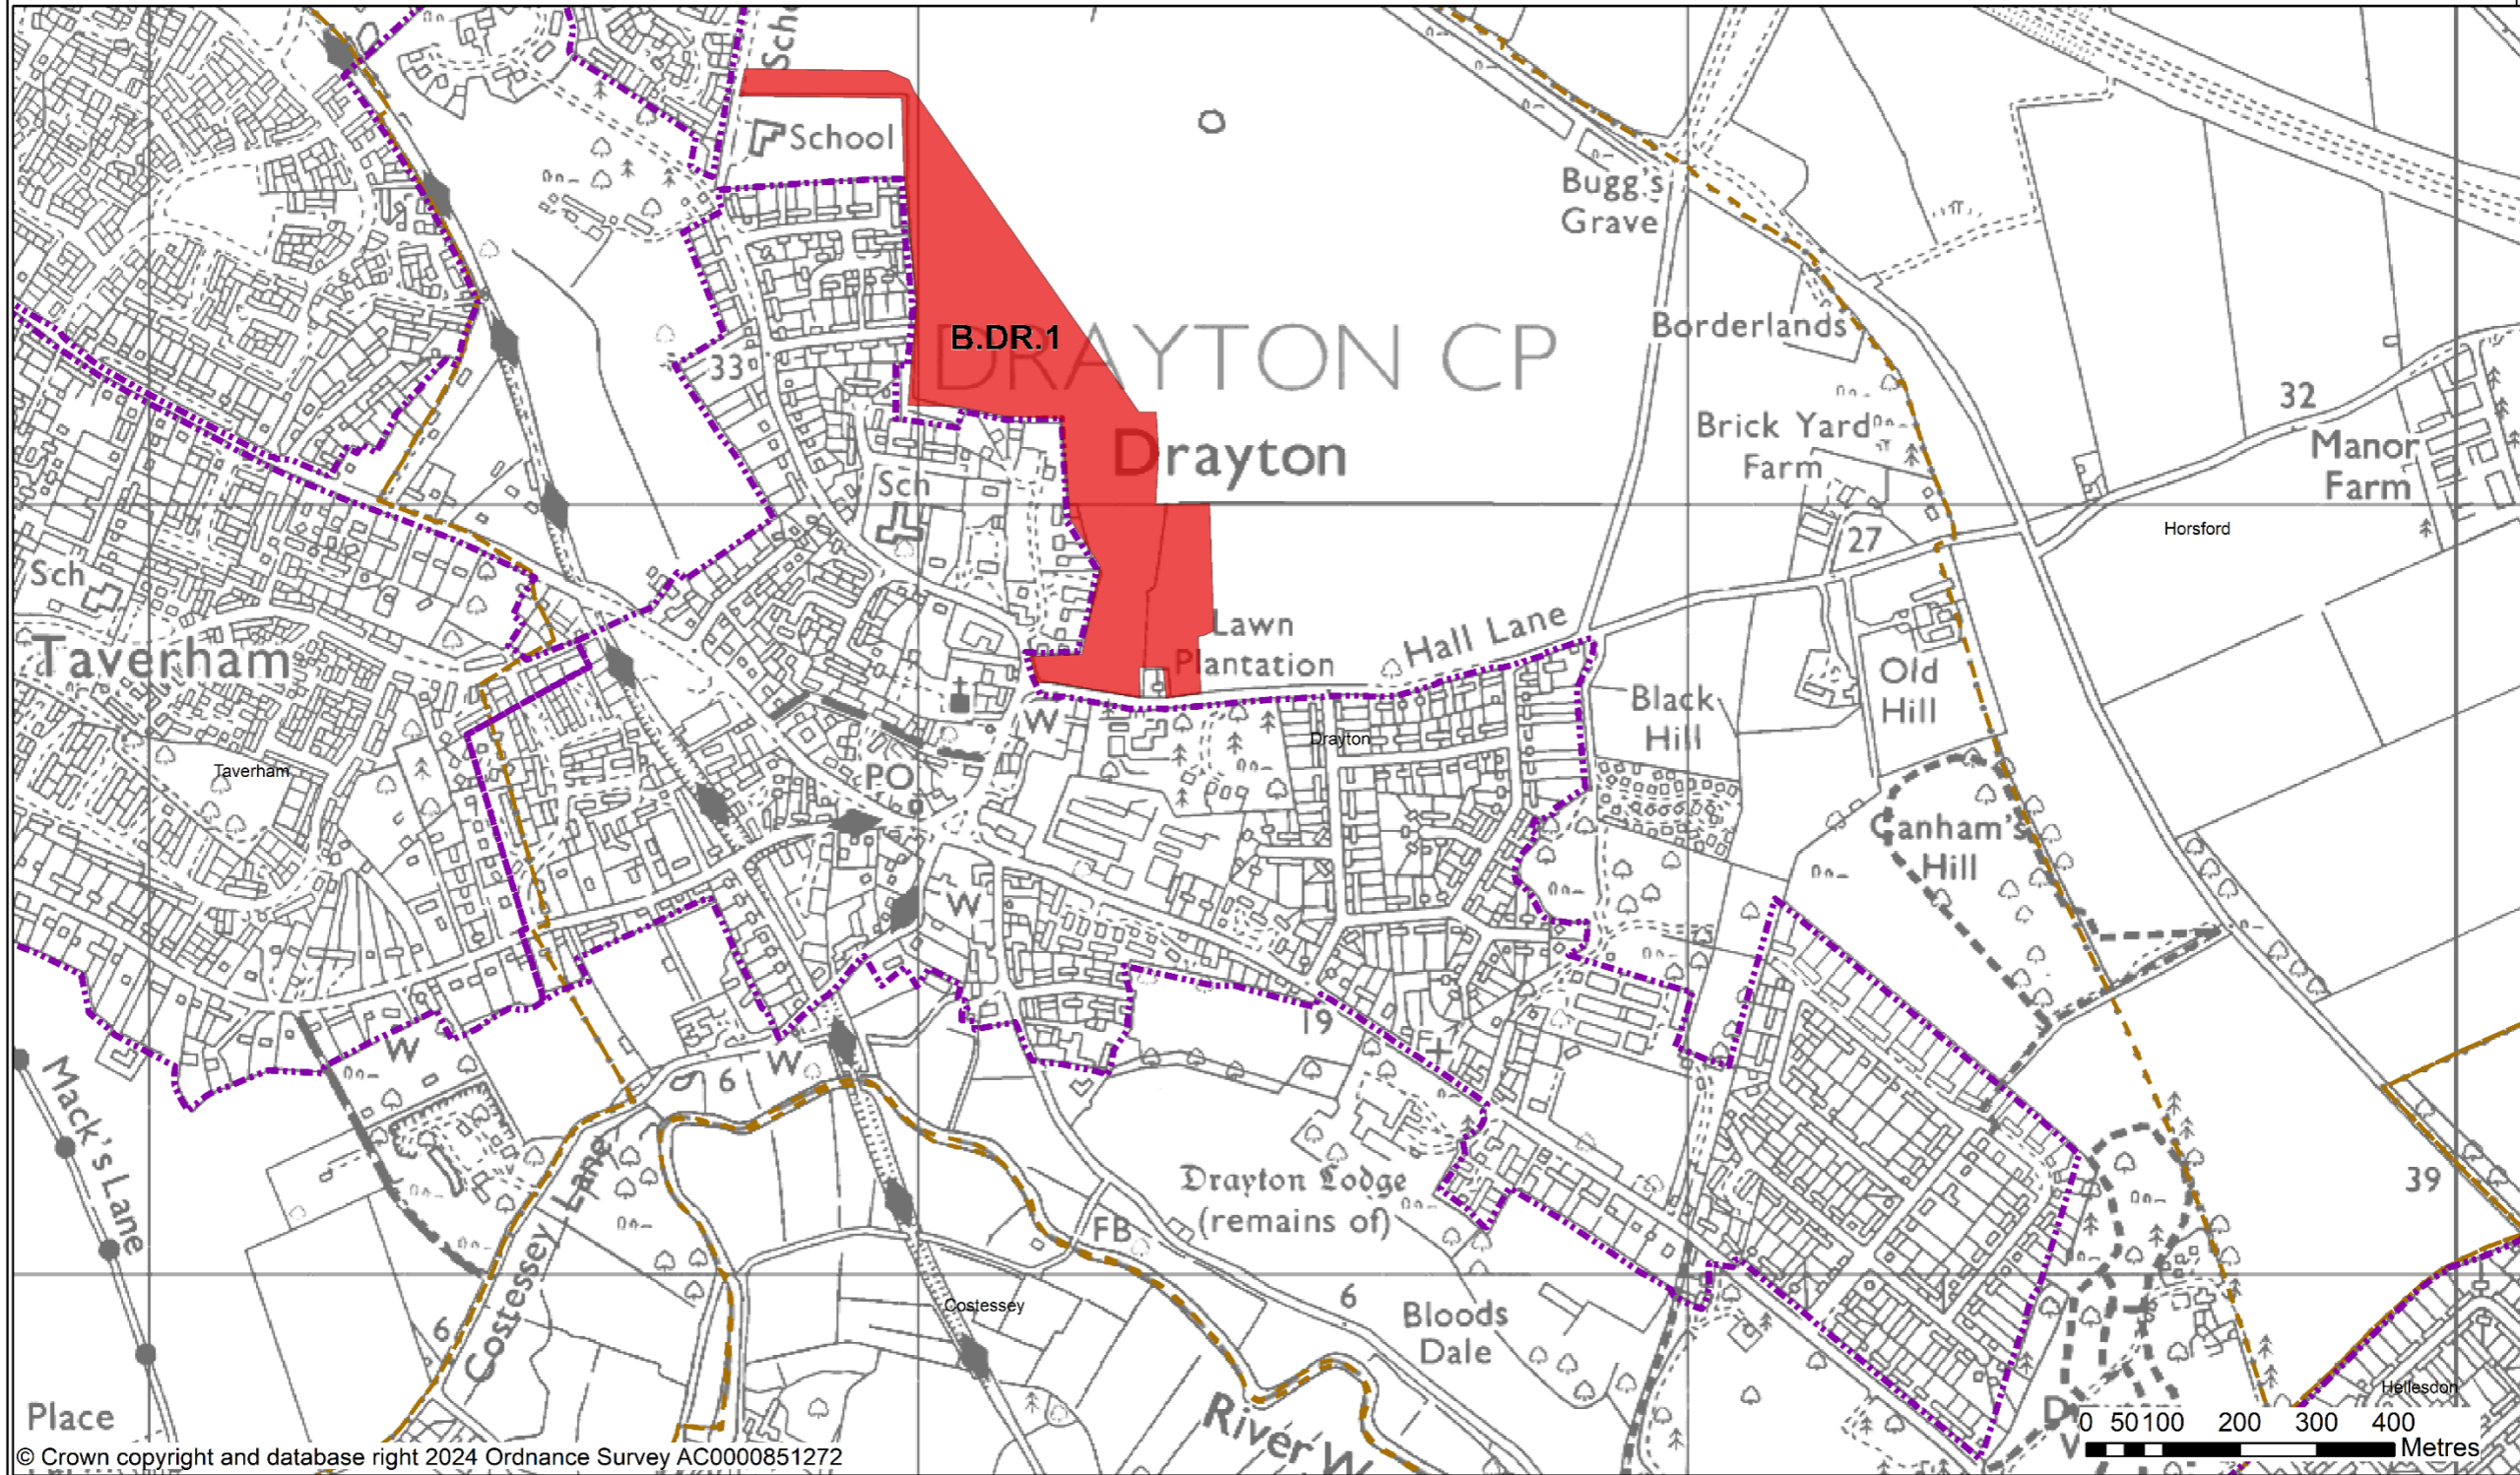 Scho
School
Bugg's
Grave
B.DR.1
DRAYTON CP
Borderlands
33
32
Brick Yard
Farm
Manor
Farm
Drayton
Sch
Horsford
27
Sch
Taverham
Lawn
Plantation
Hall Lane
Old
Hill
Black
Hill
W
Drayton
Taverham
PO
Canham's
Hill
W
19
W
W
6
Mack's Lane
Costessey Lane
Drayton Lodge
(remains of)
39
FB
Costessey
6
Bloods
Dale
6
Hellesdon
Place
River W
D
V
0 50 100 200 300 400
Metres
© Crown copyright and database right 2024 Ordnance Survey AC0000851272